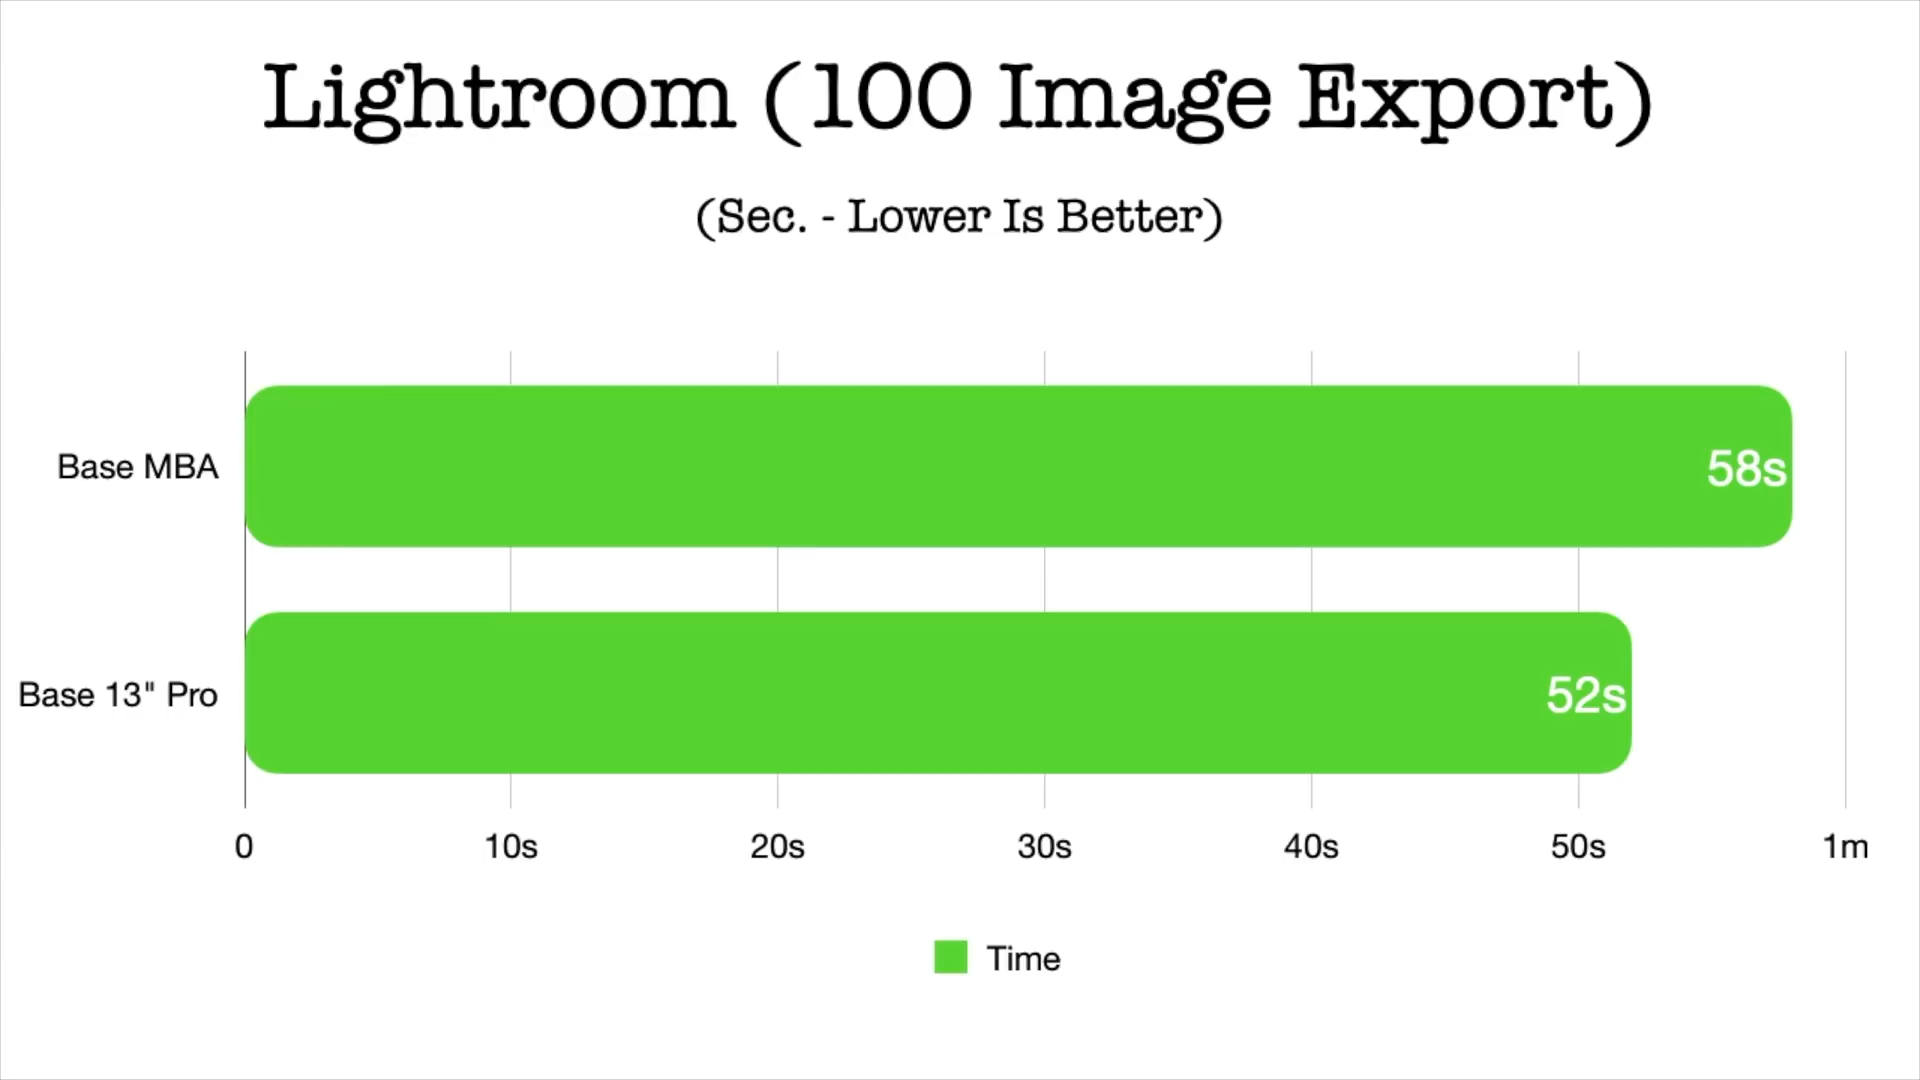 Lightroom (100 Image Export)
(Sec. - Lower Is Better)
Base MBA
58s
Base 13" Pro
52s
0 10s 20s 30s 40s 50s 1m
Time